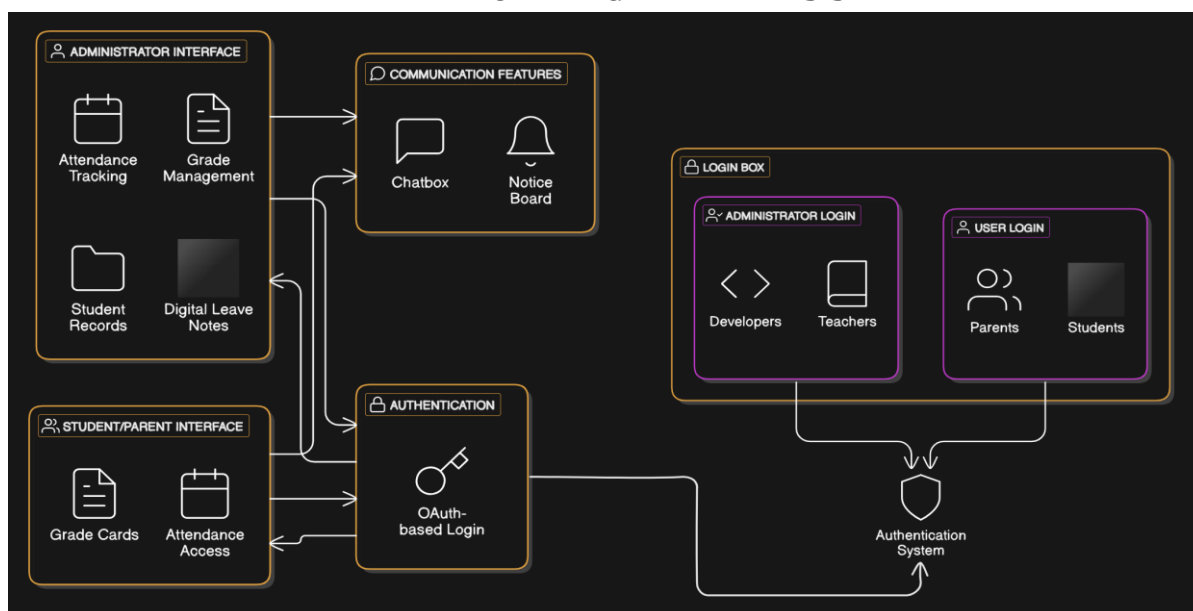 ADMINISTRATOR INTERFACE
Attendance
Tracking
Grade
Management
Student
Records
Digital Leave
Notes
COMMUNICATION FEATURES
Chatbox
Notice
Board
STUDENT/PARENT INTERFACE
Grade Cards
Attendance
Access
AUTHENTICATION
OAuth-
based Login
LOGIN BOX
ADMINISTRATOR LOGIN
Developers
Teachers
USER LOGIN
Parents
Students
Authentication
System